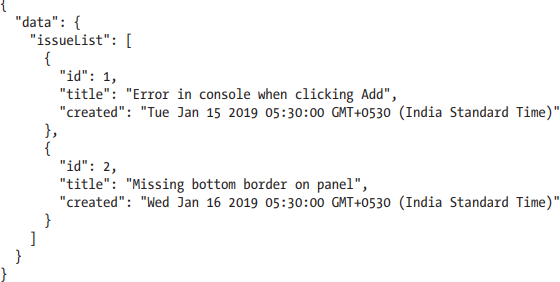 {
  "data": {
    "issueList": [
      {
        "id": 1,
        "title": "Error in console when clicking Add",
        "created": "Tue Jan 15 2019 05:30:00 GMT+0530 (India Standard Time)"
      },
      {
        "id": 2,
        "title": "Missing bottom border on panel",
        "created": "Wed Jan 16 2019 05:30:00 GMT+0530 (India Standard Time)"
      }
    ]
  }
}